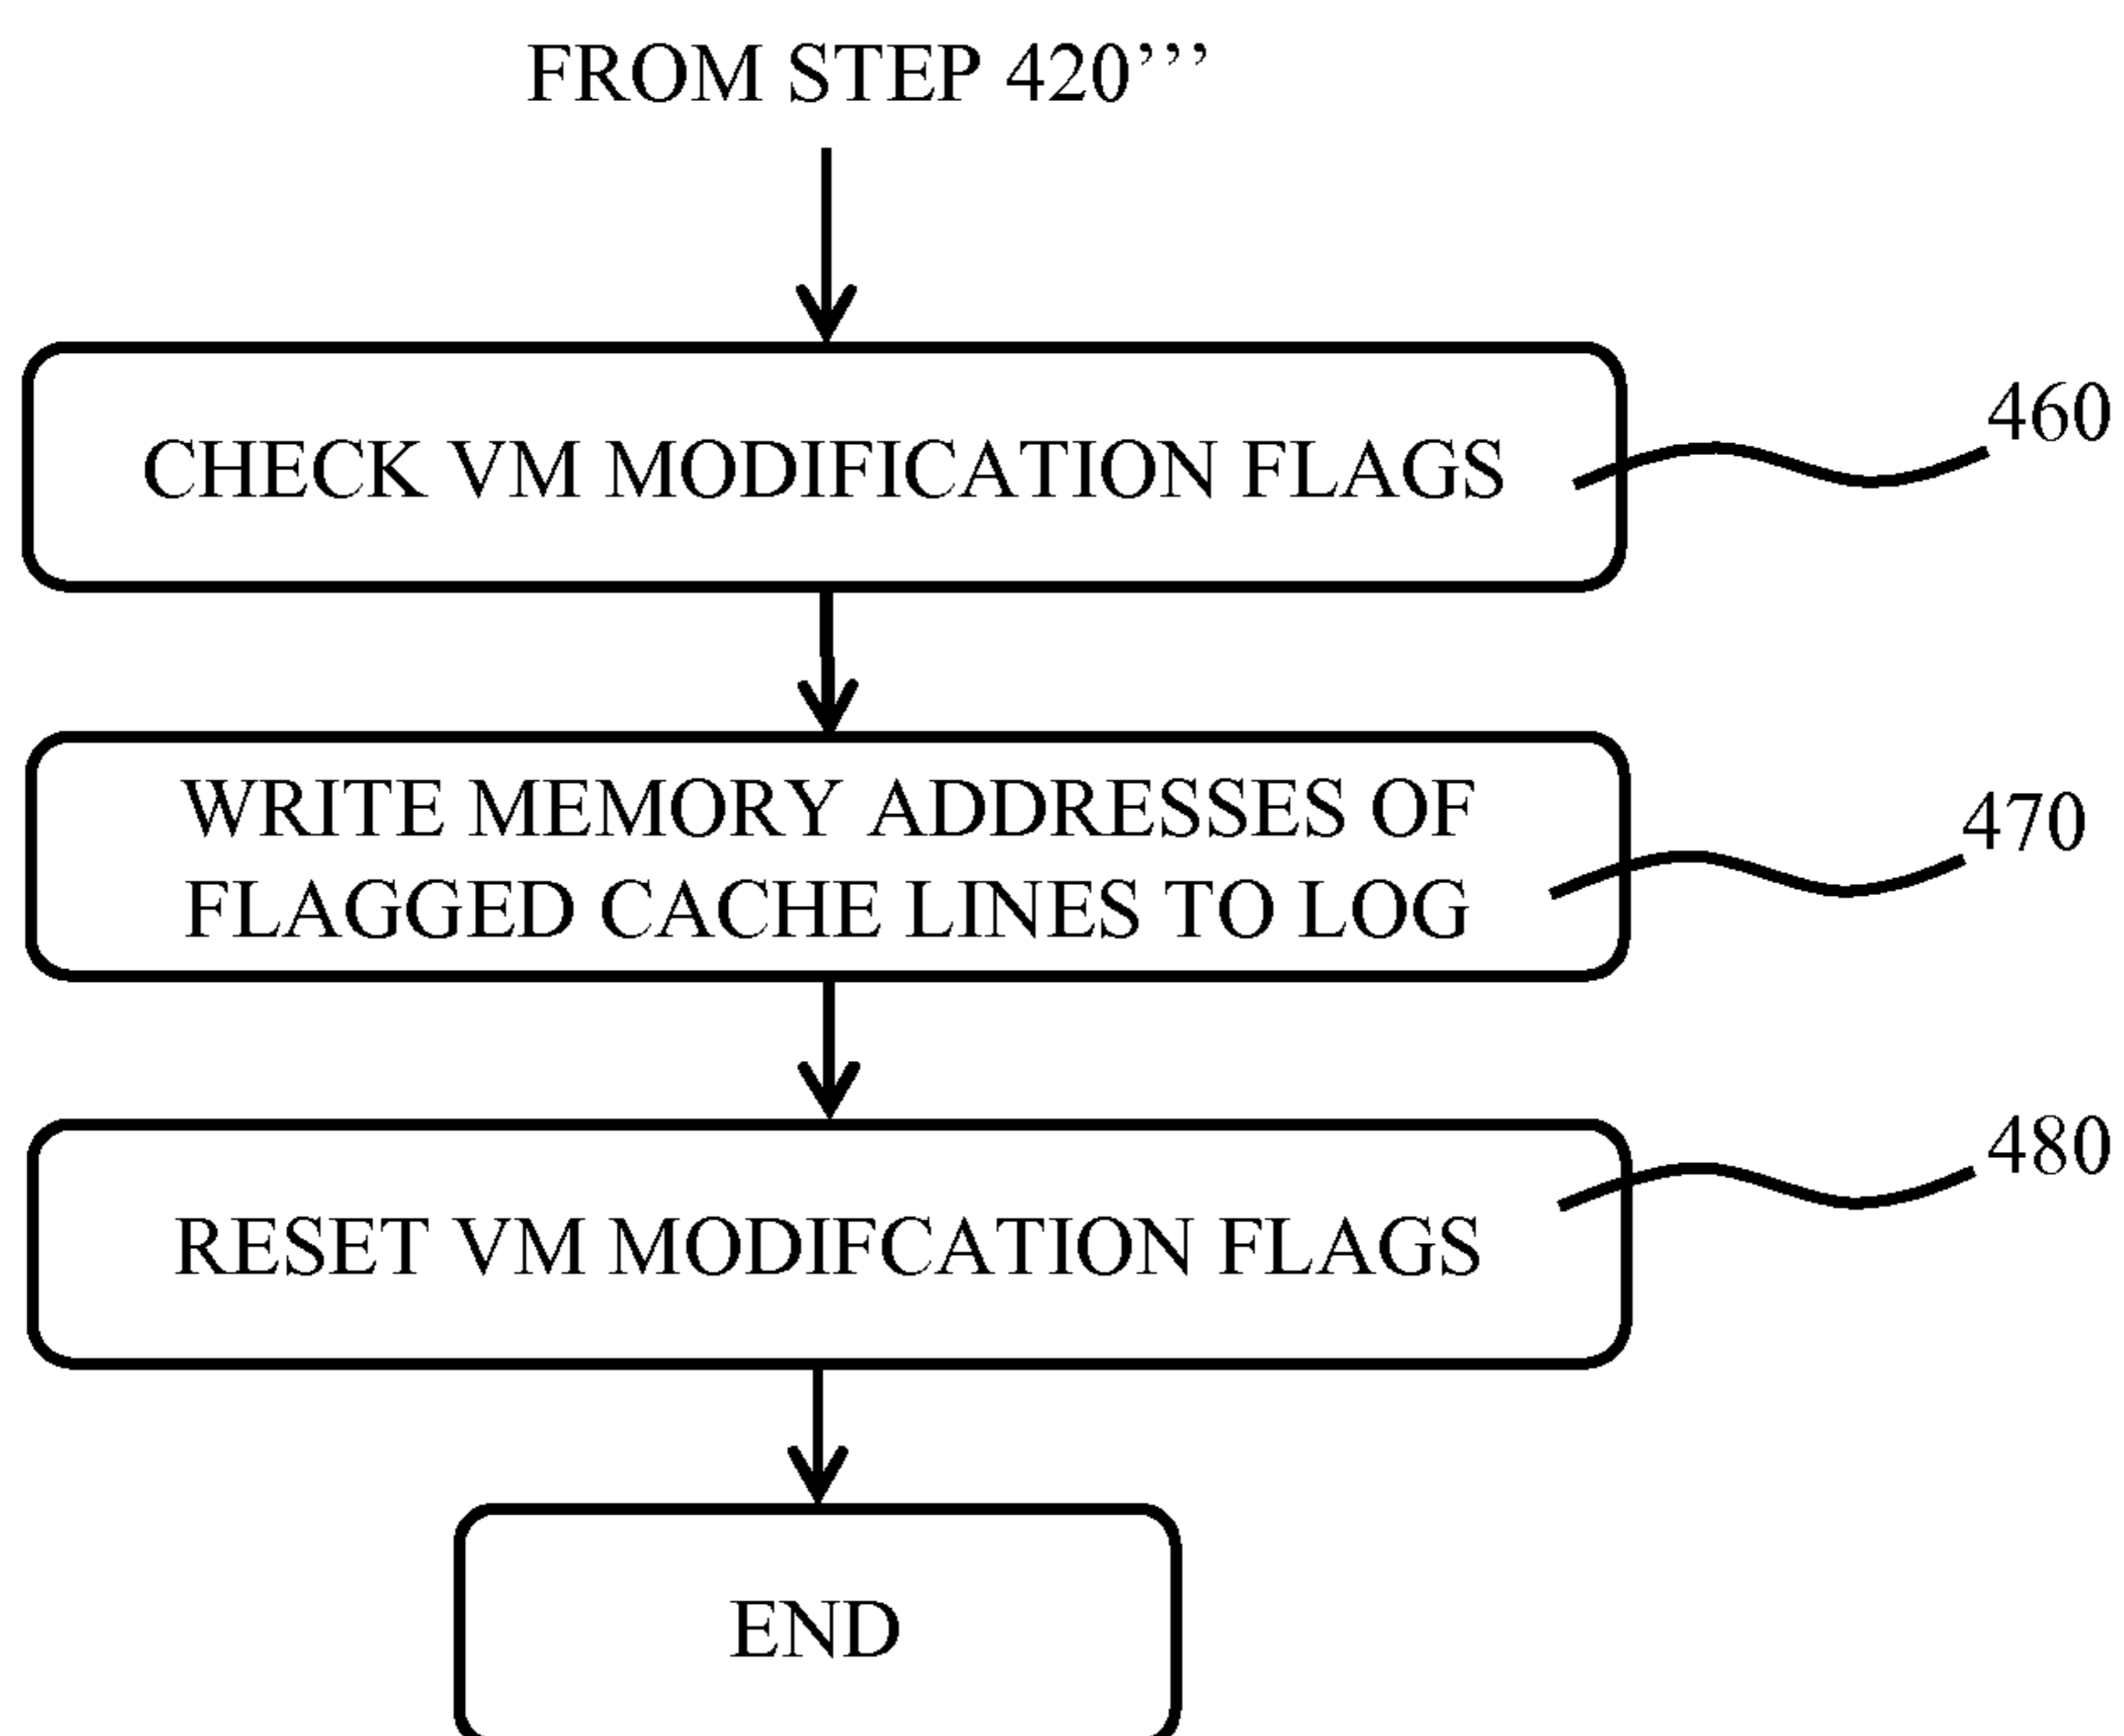 FROM STEP 420’’’
460
CHECK VM MODIFICATION FLAGS
470
WRITE MEMORY ADDRESSES OF
FLAGGED CACHE LINES TO LOG
480
RESET VM MODIFCATION FLAGS
END